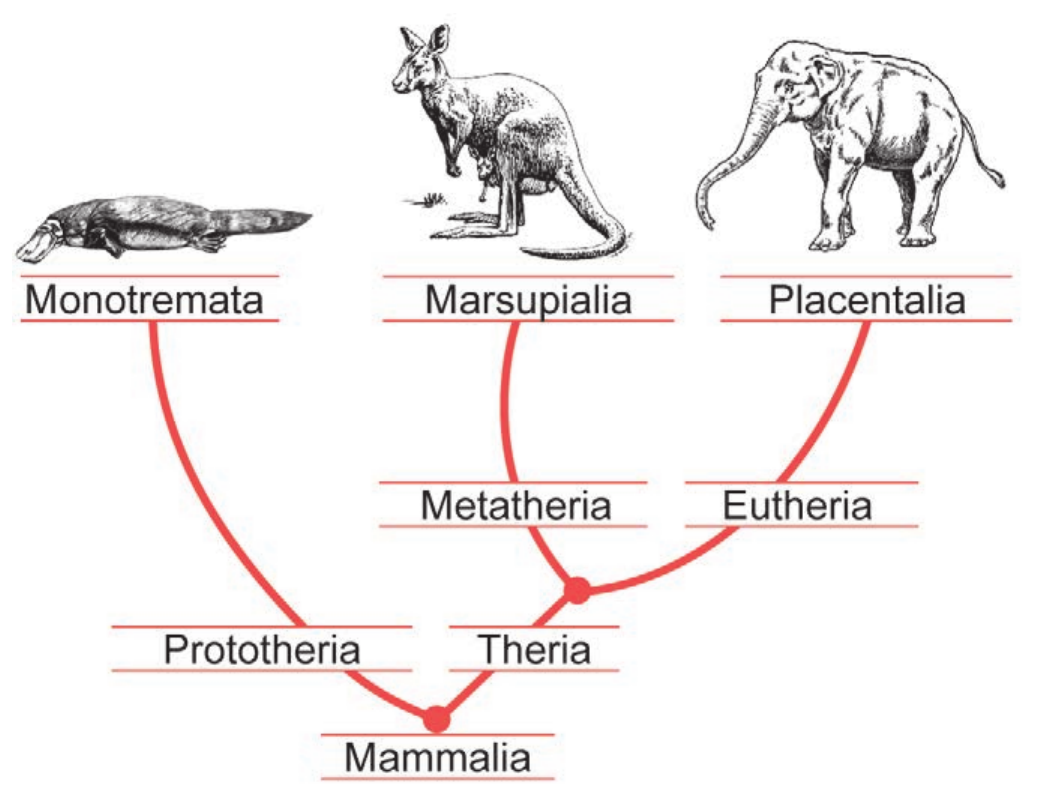 Monotremata
Marsupialia
Placentalia
Metatheria
Eutheria
Prototheria
Theria
Mammalia